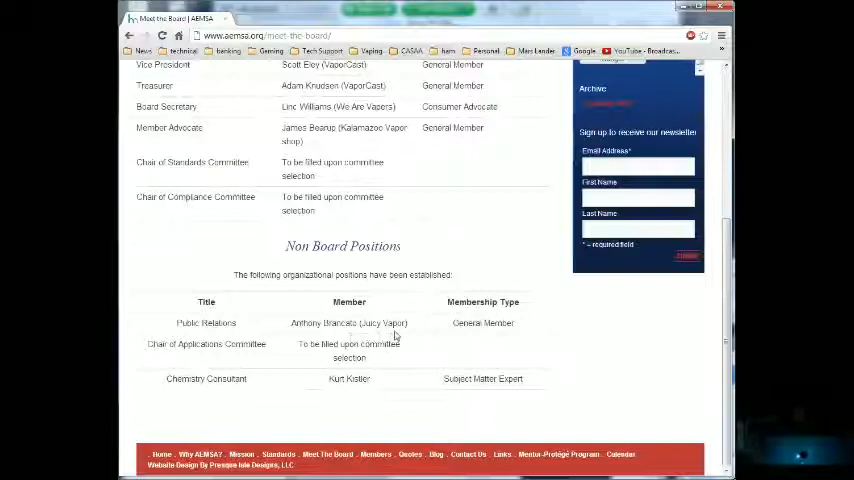 Meet the Board | AEMSA
www.aemsa.org/meet-the-board/
News technical banking Gaming Tech Support Vaping CASAA ham Personal Mars Lander Google YouTube - Broadcas...
Vice President Scott Eley (VaporCast) General Member
Treasurer Adam Knudsen (VaporCast) General Member
Board Secretary Linc Williams (We Are Vapers) Consumer Advocate
Member Advocate James Bearup (Kalamazoo Vapor General Member
shop)
Chair of Standards Committee To be filled upon committee
selection
Chair of Compliance Committee To be filled upon committee
selection
Non Board Positions
The following organizational positions have been established:
Title Member Membership Type
Public Relations Anthony Brancato (Juicy Vapor) General Member
Chair of Applications Committee To be filled upon committee
selection
Chemistry Consultant Kurt Kistler Subject Matter Expert
Archive
Sign up to receive our newsletter
Email Address*
First Name
Last Name
* = required field
. Home . Why AEMSA? . Mission . Standards . Meet The Board . Members . Quotes . Blog . Contact Us . Links . Mentor-Protégé Program . Calendar
Website Design By Presque Isle Designs, LLC